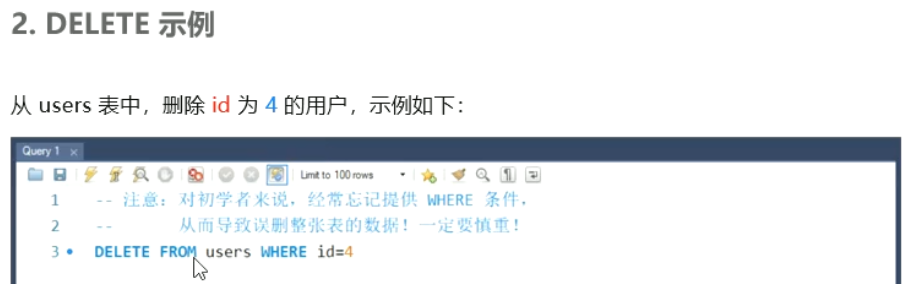 2. DELETE 示例
从 users 表中，删除 id 为 4 的用户，示例如下：
Query 1
Limit to 100 rows
1 -- 注意：对初学者来说，经常忘记提供 WHERE 条件，
2 -- 从而导致误删整张表的数据！一定要慎重！
3 DELETE FROM users WHERE id=4